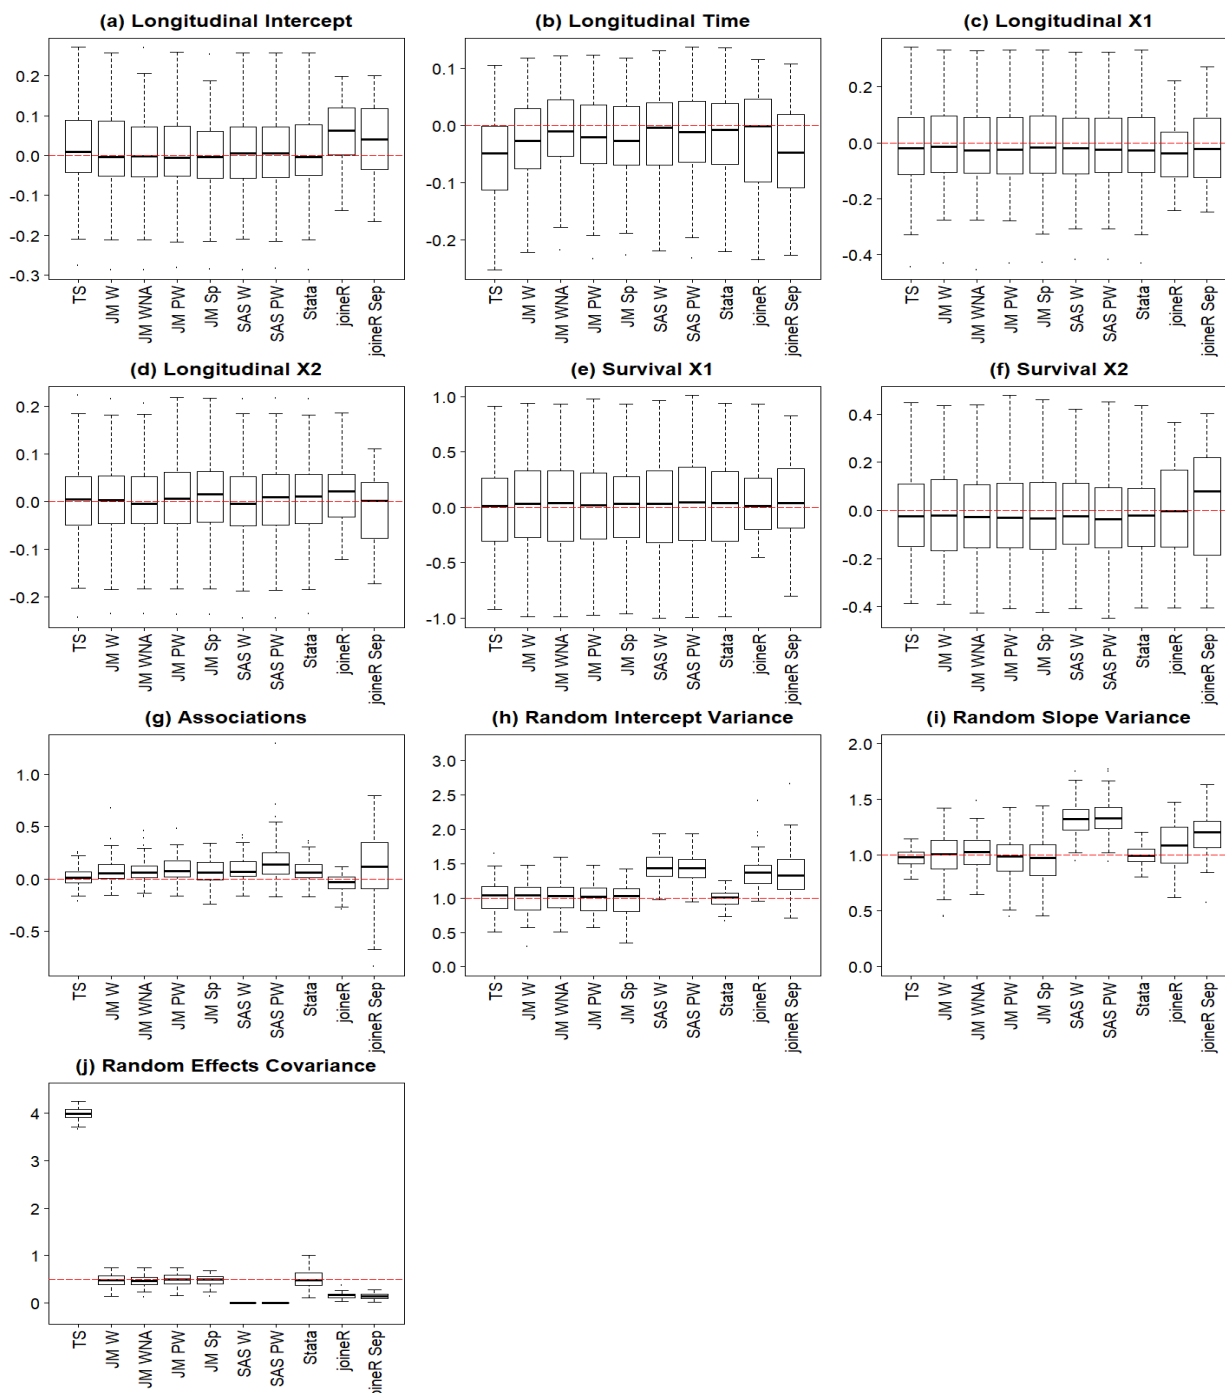 (a) Longitudinal Intercept
0.2
0.1
0.0
-0.1
-0.2
-0.3
TS
JM W
JM WNA
JM PW
JM Sp
SAS W
SAS PW
Stata
joineR
joineR Sep
(b) Longitudinal Time
0.1
0.0
-0.1
-0.2
TS
JM W
JM WNA
JM PW
JM Sp
SAS W
SAS PW
Stata
joineR
joineR Sep
(c) Longitudinal X1
0.2
0.0
-0.2
-0.4
TS
JM W
JM WNA
JM PW
JM Sp
SAS W
SAS PW
Stata
joineR
joineR Sep
(d) Longitudinal X2
0.2
0.1
0.0
-0.1
-0.2
TS
JM W
JM WNA
JM PW
JM Sp
SAS W
SAS PW
Stata
joineR
joineR Sep
(e) Survival X1
1.0
0.5
0.0
-0.5
-1.0
TS
JM W
JM WNA
JM PW
JM Sp
SAS W
SAS PW
Stata
joineR
joineR Sep
(f) Survival X2
0.4
0.2
0.0
-0.2
-0.4
TS
JM W
JM WNA
JM PW
JM Sp
SAS W
SAS PW
Stata
joineR
joineR Sep
(g) Associations
1.0
0.5
0.0
-0.5
TS
JM W
JM WNA
JM PW
JM Sp
SAS W
SAS PW
Stata
joineR
joineR Sep
(h) Random Intercept Variance
3.0
2.5
2.0
1.5
1.0
0.5
0.0
TS
JM W
JM WNA
JM PW
JM Sp
SAS W
SAS PW
Stata
joineR
joineR Sep
(i) Random Slope Variance
2.0
1.5
1.0
0.5
0.0
TS
JM W
JM WNA
JM PW
JM Sp
SAS W
SAS PW
Stata
joineR
joineR Sep
(j) Random Effects Covariance
4
4
3
2
2
1
0
0
TS
JM W
JM WNA
JM PW
JM Sp
SAS W
SAS PW
Stata
joineR
joineR Sep